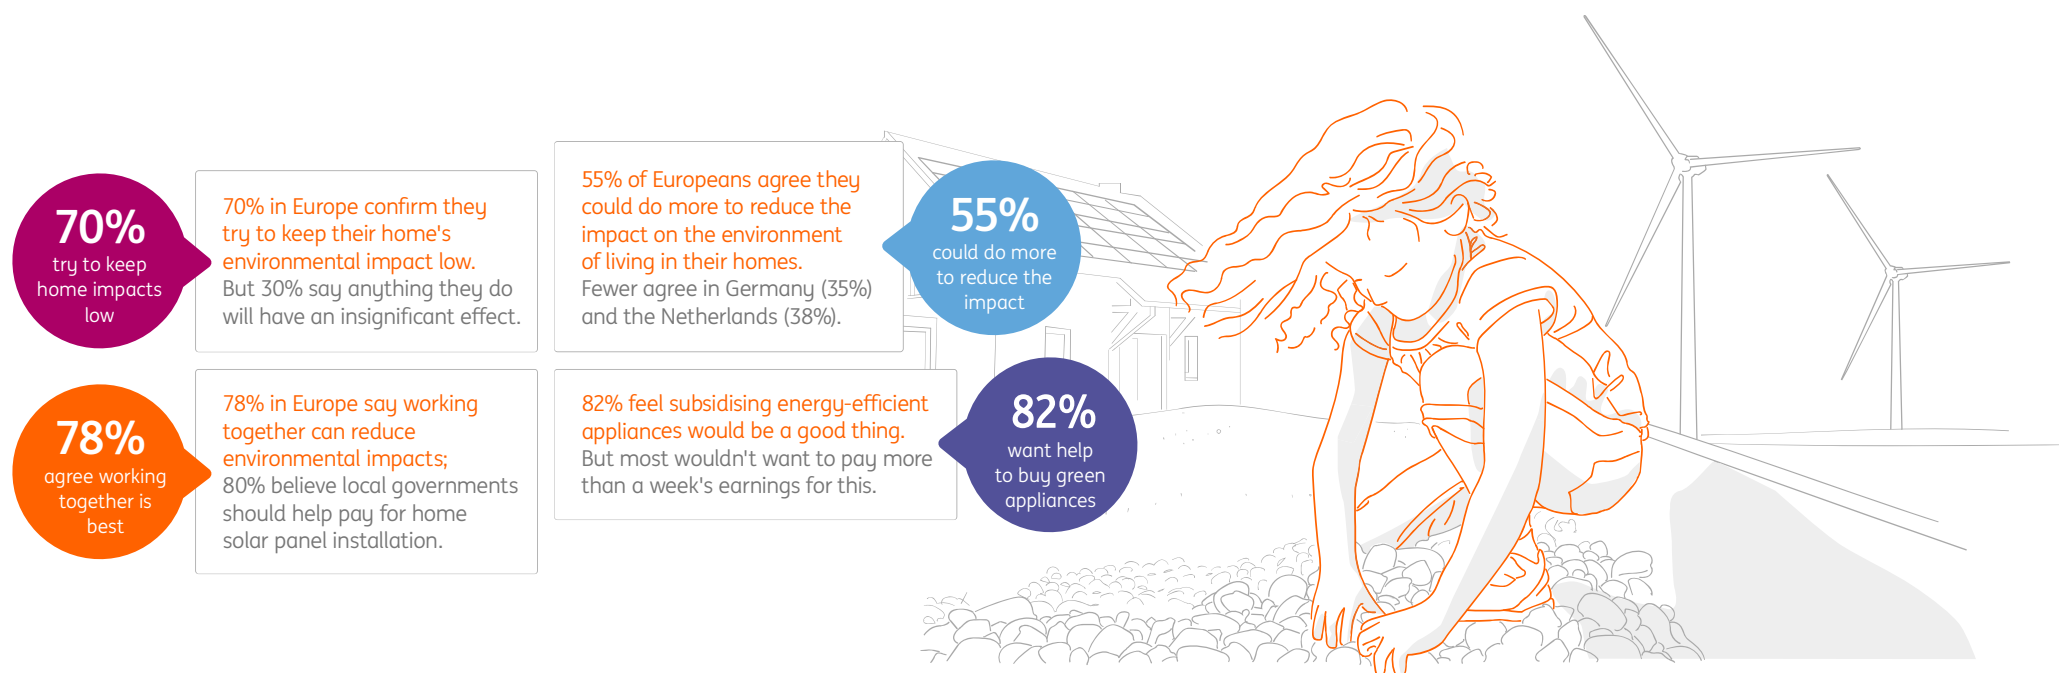 70%
try to keep
home impacts
low
70% in Europe confirm they
try to keep their home's
environmental impact low.
But 30% say anything they do
will have an insignificant effect.
55% of Europeans agree they
could do more to reduce the
impact on the environment
of living in their homes.
Fewer agree in Germany (35%)
and the Netherlands (38%).
55%
could do more
to reduce the
impact
78%
agree working
together is
best
78% in Europe say working
together can reduce
environmental impacts;
80% believe local governments
should help pay for home
solar panel installation.
82% feel subsidising energy-efficient
appliances would be a good thing.
But most wouldn't want to pay more
than a week's earnings for this.
82%
want help
to buy green
appliances